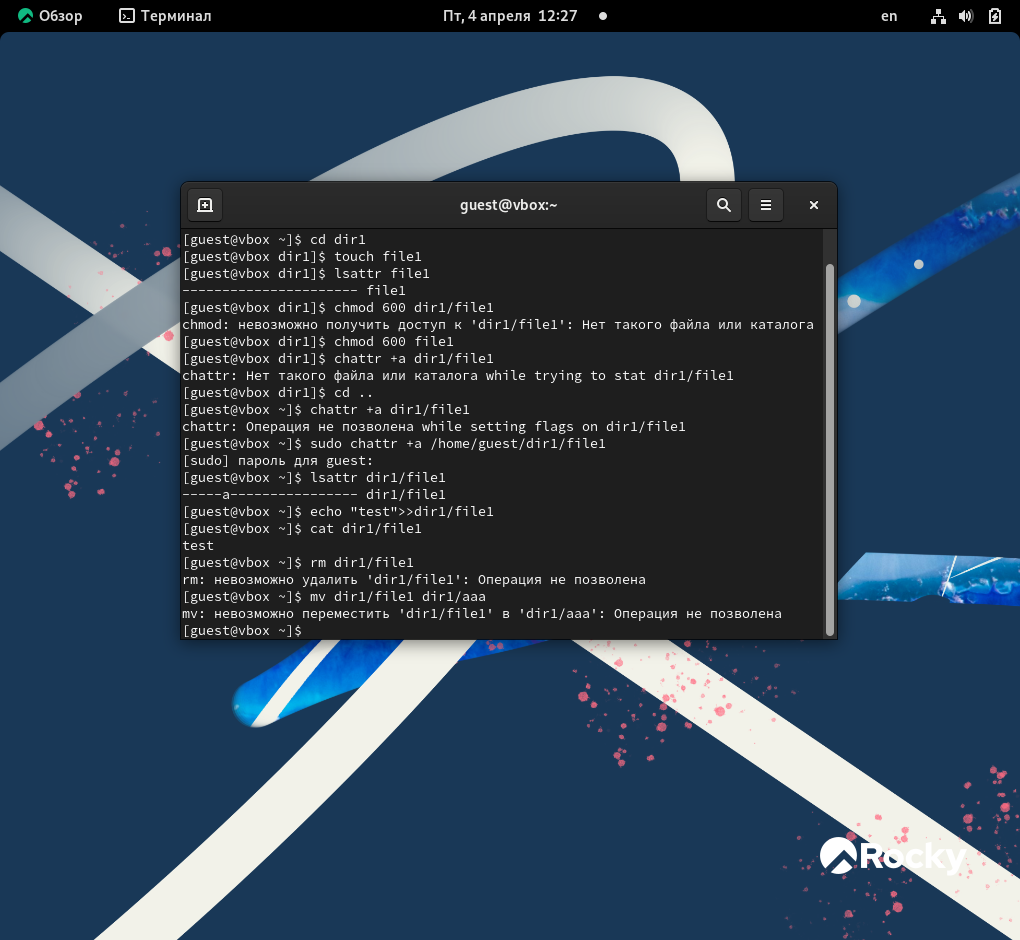 Обзор Терминал Пт, 4 апреля 12:27 en
guest@vbox:~
[guest@vbox ~]$ cd dir1
[guest@vbox dir1]$ touch file1
[guest@vbox dir1]$ lsattr file1
---------------------- file1
[guest@vbox dir1]$ chmod 600 dir1/file1
chmod: невозможно получить доступ к 'dir1/file1': Нет такого файла или каталога
[guest@vbox dir1]$ chmod 600 file1
[guest@vbox dir1]$ chattr +a dir1/file1
chattr: Нет такого файла или каталога while trying to stat dir1/file1
[guest@vbox dir1]$ cd ..
[guest@vbox ~]$ chattr +a dir1/file1
chattr: Операция не позволена while setting flags on dir1/file1
[guest@vbox ~]$ sudo chattr +a /home/guest/dir1/file1
[sudo] пароль для guest:
[guest@vbox ~]$ lsattr dir1/file1
-----a---------------- dir1/file1
[guest@vbox ~]$ echo "test">>dir1/file1
[guest@vbox ~]$ cat dir1/file1
test
[guest@vbox ~]$ rm dir1/file1
rm: невозможно удалить 'dir1/file1': Операция не позволена
[guest@vbox ~]$ mv dir1/file1 dir1/aaa
mv: невозможно переместить 'dir1/file1' в 'dir1/aaa': Операция не позволена
[guest@vbox ~]$
Rocky